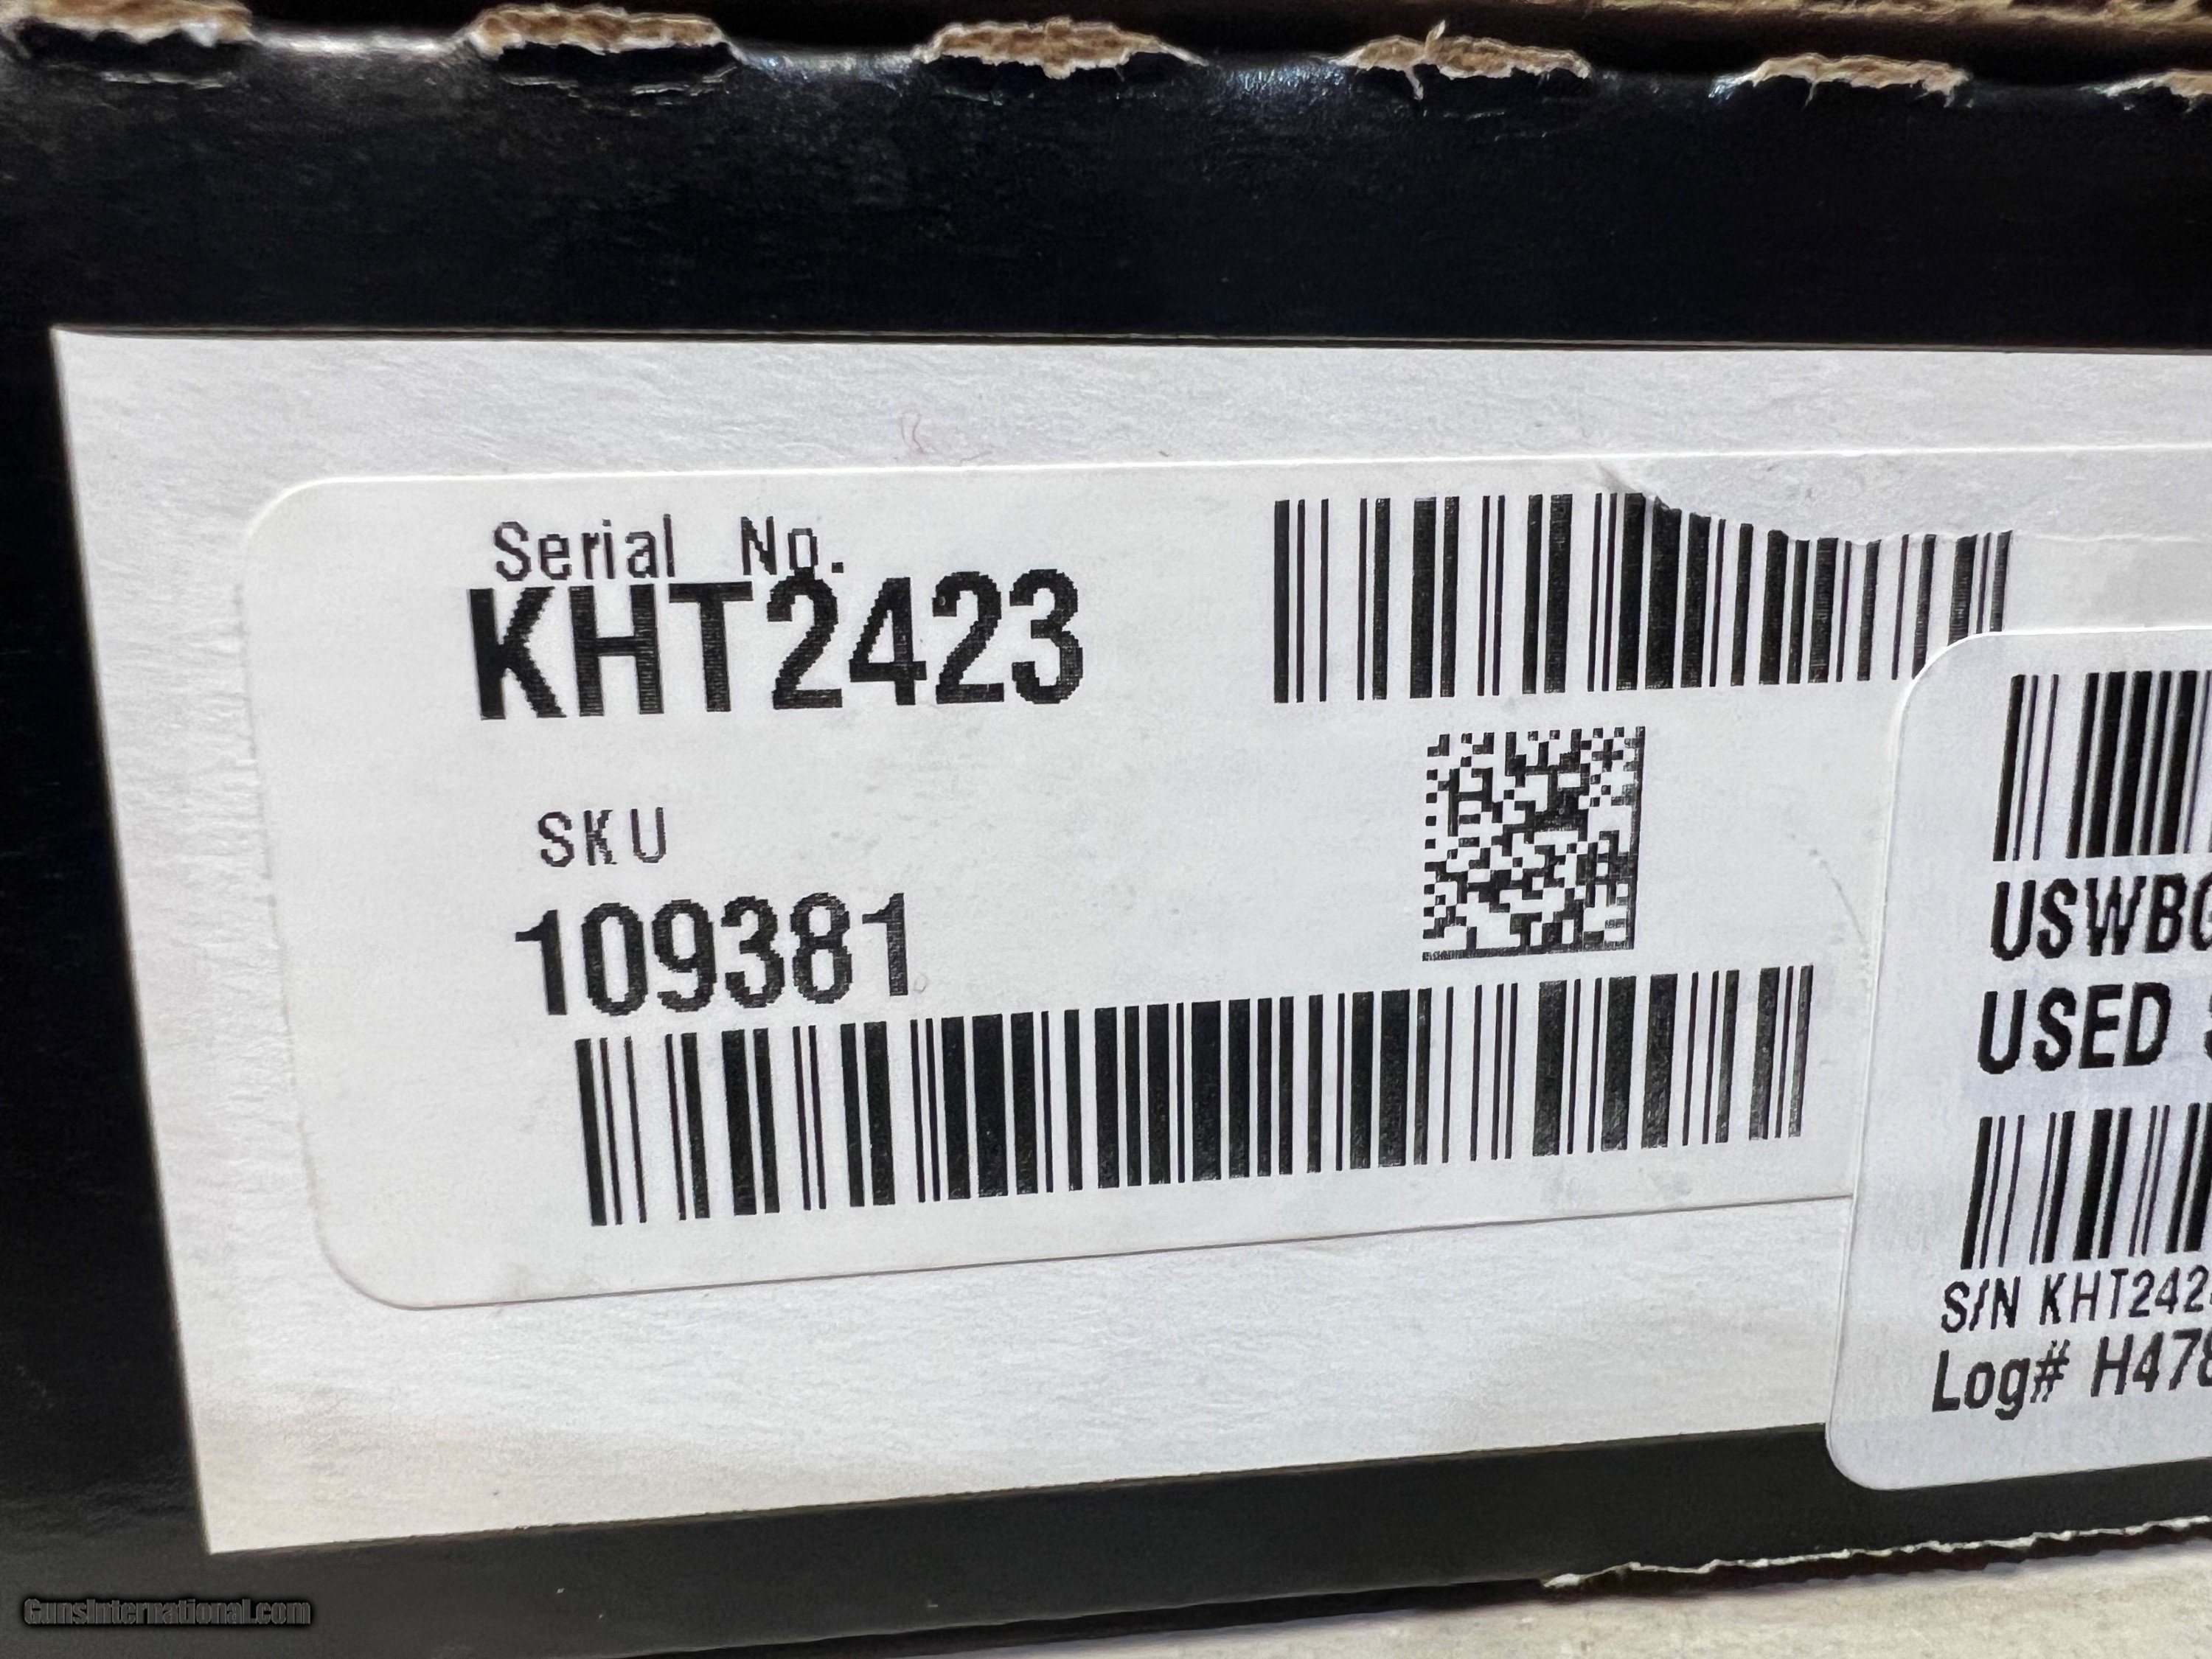 Serial No.
KHT2423
SKU
109381
USWBG
USED
S/N KHT242
Log# H478
GunsInternational.com